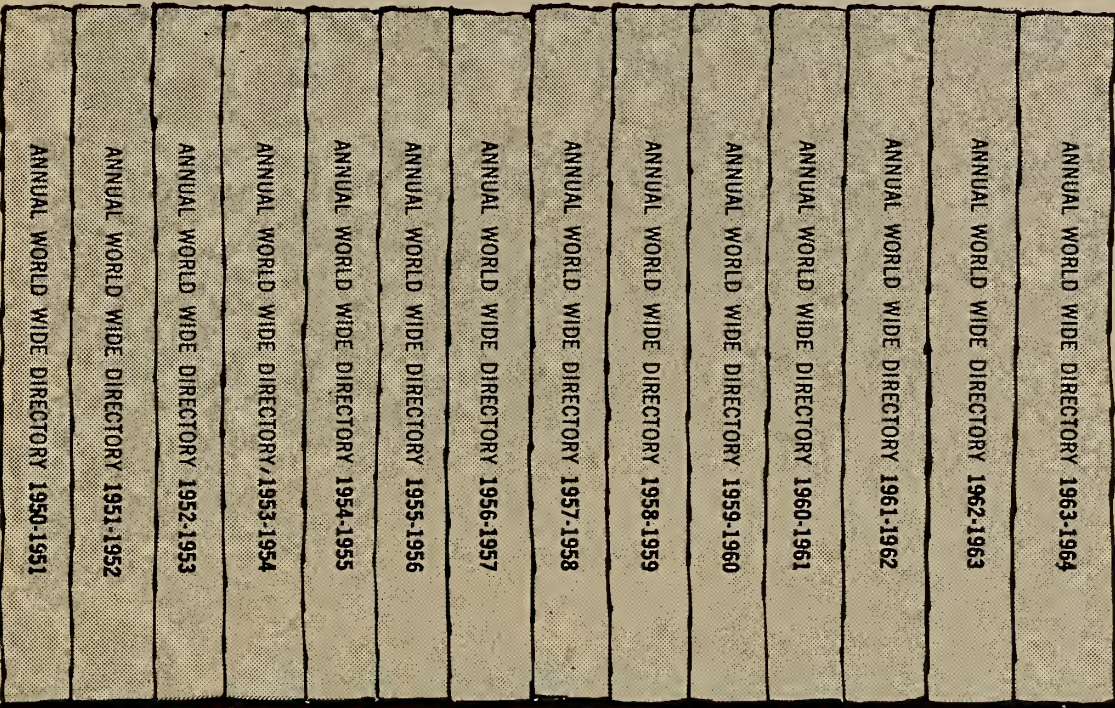 ANNUAL WORLD WIDE DIRECTORY 1950-1951
ANNUAL WORLD WIDE DIRECTORY 1951-1952
ANNUAL WORLD WIDE DIRECTORY 1952-1953
ANNUAL WORLD WIDE DIRECTORY,1953-1954
ANNUAL WORLD WIDE DIRECTORY 1954-1955
ANNUAL WORLD WIDE DIRECTORY 1955-1956
ANNUAL WORLD WIDE DIRECTORY 1956-1957
ANNUAL WORLD WIDE DIRECTORY 1957-1958
ANNUAL WORLD WIDE DIRECTORY 1958-1959
ANNUAL WORLD WIDE DIRECTORY 1959-1960
ANNUAL WORLD WIDE DIRECTORY 1960-1961
ANNUAL WORLD WIDE DIRECTORY 1961-1962
ANNUAL WORLD WIDE DIRECTORY 1962-1963
ANNUAL WORLD WIDE DIRECTORY 1963-1964